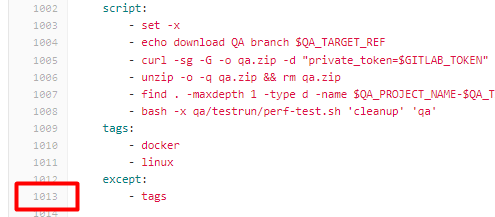 1002 script:
1003 - set -x
1004 - echo download QA branch $QA_TARGET_REF
1005 - curl -sg -G -o qa.zip -d "private_token=$GITLAB_TOKEN"
1006 - unzip -o -q qa.zip && rm qa.zip
1007 - find . -maxdepth 1 -type d -name $QA_PROJECT_NAME-$QA_T
1008 - bash -x qa/testrun/perf-test.sh 'cleanup' 'qa'
1009 tags:
1010 - docker
1011 - linux
1012 except:
1013 - tags
1014